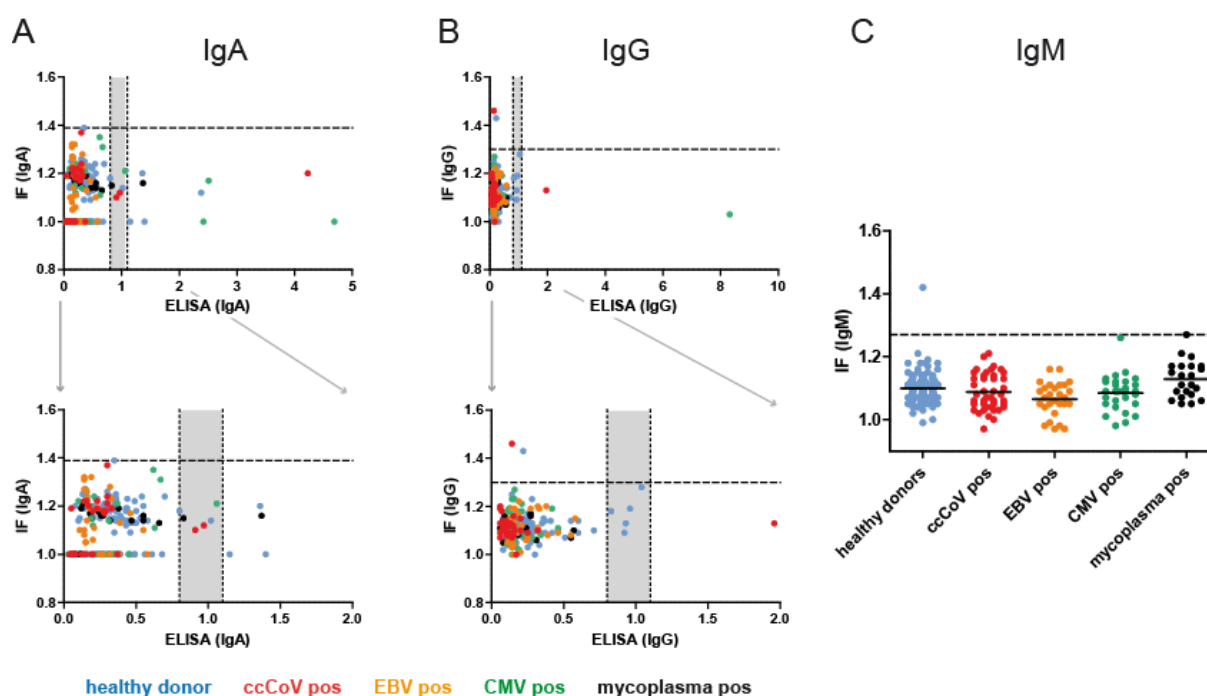 A
IgA
B
IgG
C
IgM
1.6
1.4
1.2
1.0
0.8
IF (IgA)
0
1
2
3
4
5
ELISA (IgA)
1.6
1.4
1.2
1.0
0.8
IF (IgG)
0
2
4
6
8
10
ELISA (IgG)
1.6
1.4
1.2
1.0
IF (IgM)
healthy donors
ccCoV pos
EBV pos
CMV pos
mycoplasma pos
1.6
1.4
1.2
1.0
0.8
IF (IgA)
0.0
0.5
1.0
1.5
2.0
ELISA (IgA)
1.6
1.4
1.2
1.0
0.8
IF (IgG)
0.0
0.5
1.0
1.5
2.0
ELISA (IgG)
healthy donor ccCoV pos EBV pos CMV pos mycoplasma pos